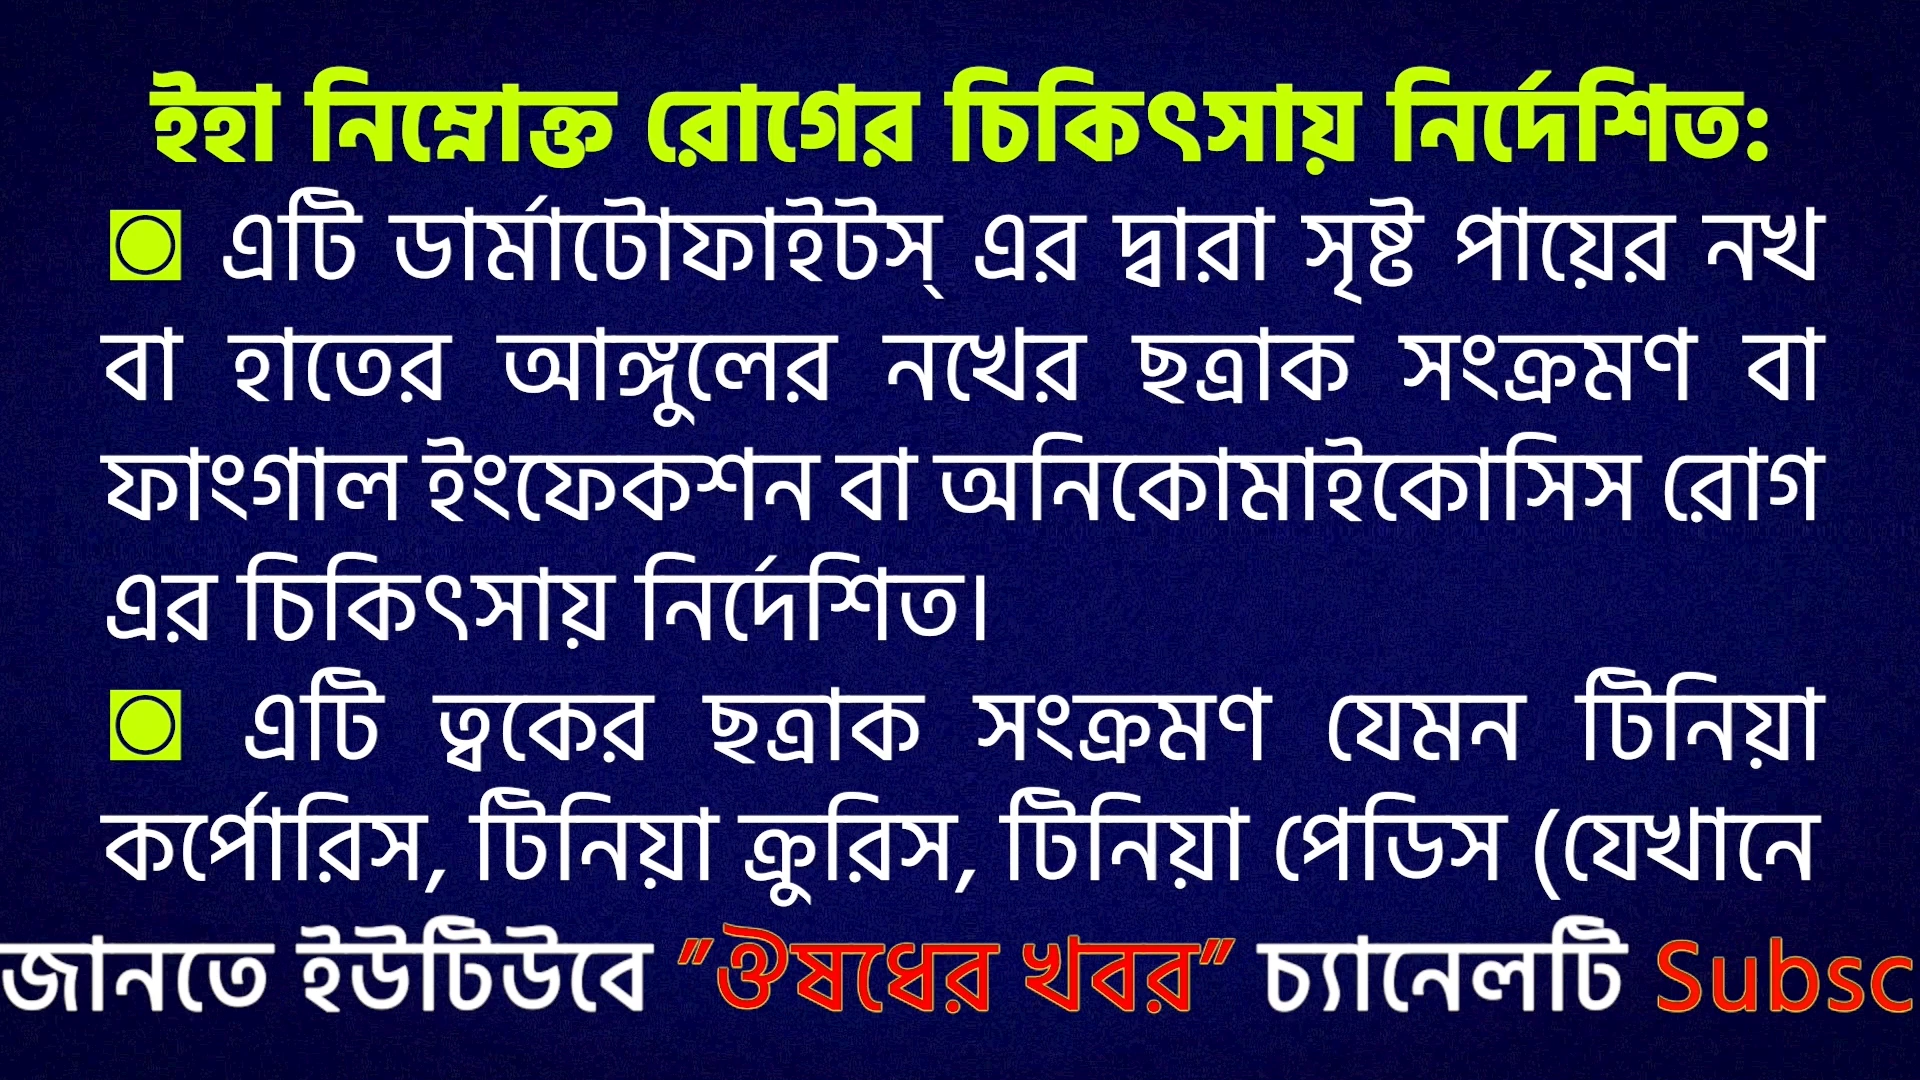 ইহা নিম্নোক্ত রোগের চিকিৎসায় নির্দেশিত:
এটি ডার্মাটোফাইটস্ এর দ্বারা সৃষ্ট পায়ের নখ
বা হাতের আঙ্গুলের নখের ছত্রাক সংক্রমণ বা
ফাংগাল ইংফেকশন বা অনিকোমাইকোসিস রোগ
এর চিকিৎসায় নির্দেশিত।
এটি ত্বকের ছত্রাক সংক্রমণ যেমন টিনিয়া
কর্পোরিস, টিনিয়া ক্রুরিস, টিনিয়া পেডিস (যেখানে
জানতে ইউটিউবে "ঔষধের খবর" চ্যানেলটি Subsc